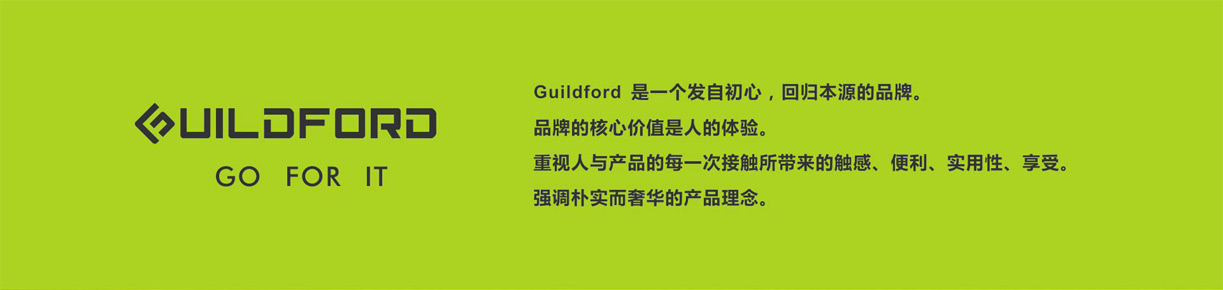 GUILDFORD
GO FOR IT
Guildford 是一个发自初心，回归本源的品牌。
品牌的核心价值是人的体验。
重视人与产品的每一次接触所带来的触感、便利、实用性、享受。
强调朴实而奢华的产品理念。